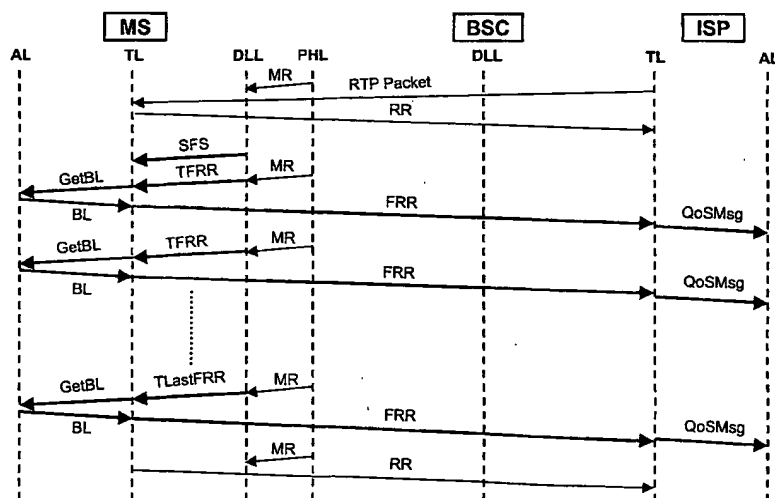 MS BSC ISP
AL TL DLL PHL DLL TL AL
MR
RTP Packet
RR
SFS
GetBL TFRR MR
BL FRR QoSMsg
GetBL TFRR MR
BL FRR QoSMsg
GetBL TLastFRR MR
BL FRR QoSMsg
MR
RR